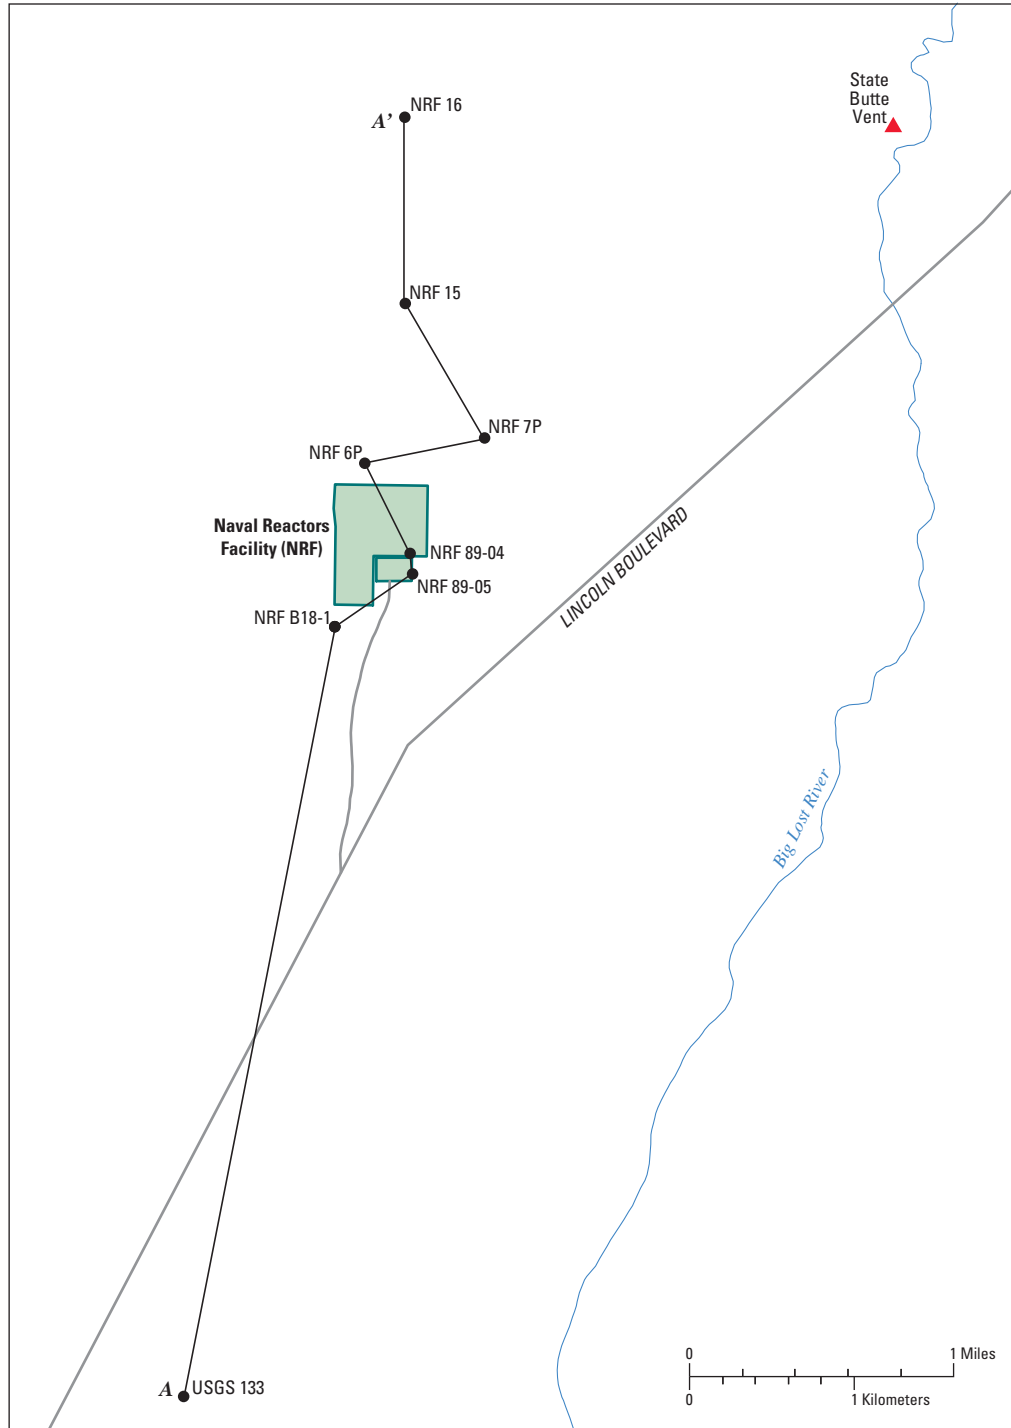 State
Butte
Vent
NRF 16
A’
NRF 15
NRF 7P
NRF 6P
Naval Reactors
Facility (NRF)
NRF 89-04
NRF 89-05
NRF B18-1
LINCOLN BOULEVARD
Big Lost River
A
USGS 133
0 1 Miles
0 1 Kilometers